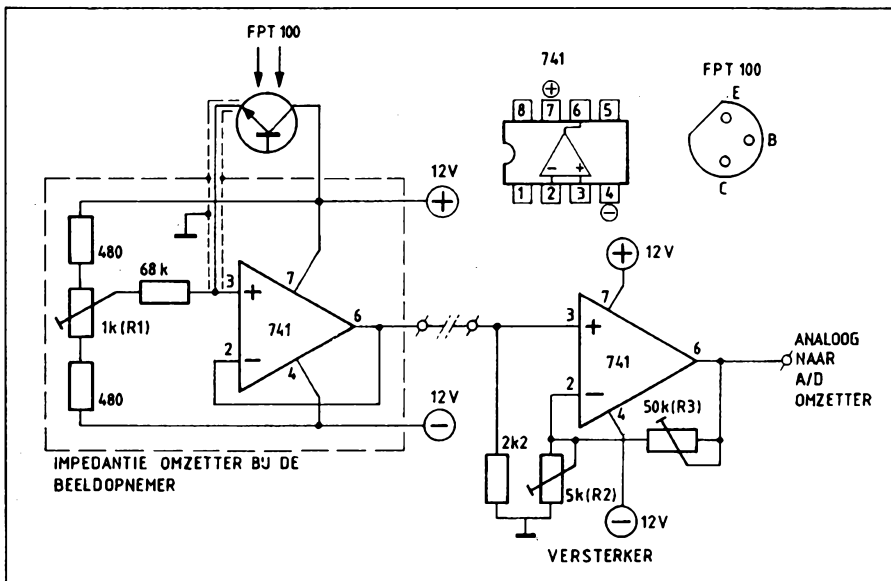 FPT 100
741
FPT 100
+
8 7 6 5
- +
1 2 3 4
-
E
B
C
12V
+
480
68k
1k(R1)
480
3
+
7
741
6
2
-
4
12V
-
IMPEDANTIE OMZETTER BIJ DE
BEELDOPNEMER
+
12V
3
+
7
741
6
2
-
4
2k2
5k(R2)
50k(R3)
-
12V
VERSTERKER
ANALOOG
NAAR
A/D
OMZETTER